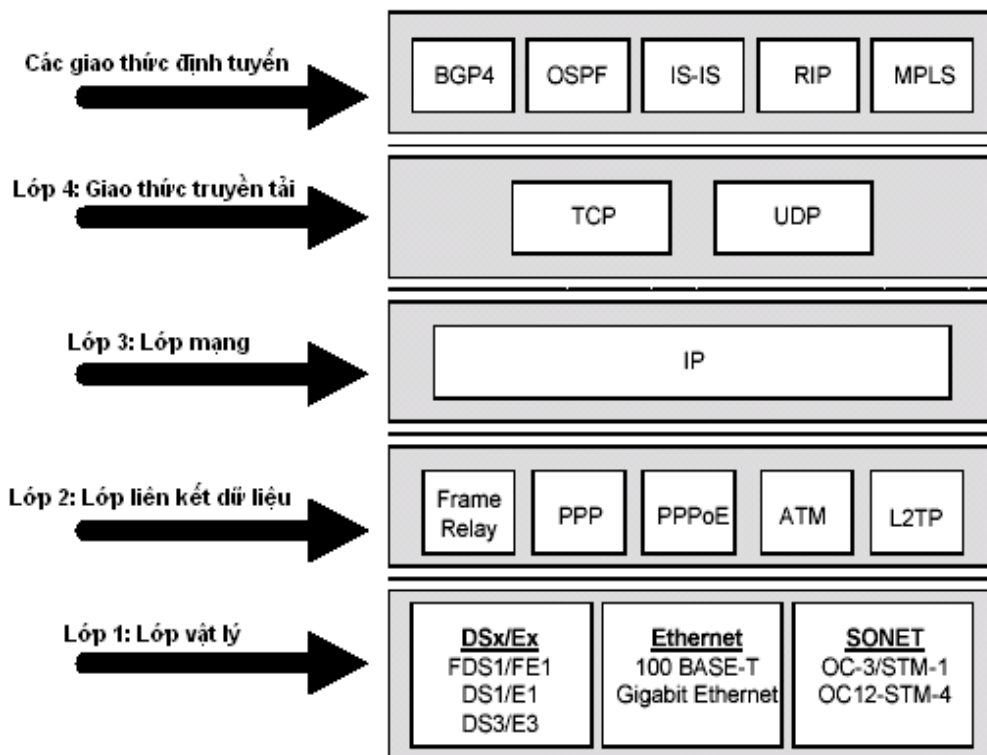 Các giao thức định tuyến
BGP4
OSPF
IS-IS
RIP
MPLS
Lớp 4: Giao thức truyền tải
TCP
UDP
Lớp 3: Lớp mạng
IP
Lớp 2: Lớp liên kết dữ liệu
Frame
Relay
PPP
PPPoE
ATM
L2TP
Lớp 1: Lớp vật lý
DSx/Ex
FDS1/FE1
DS1/E1
DS3/E3
Ethernet
100 BASE-T
Gigabit Ethernet
SONET
OC-3/STM-1
OC12-STM-4